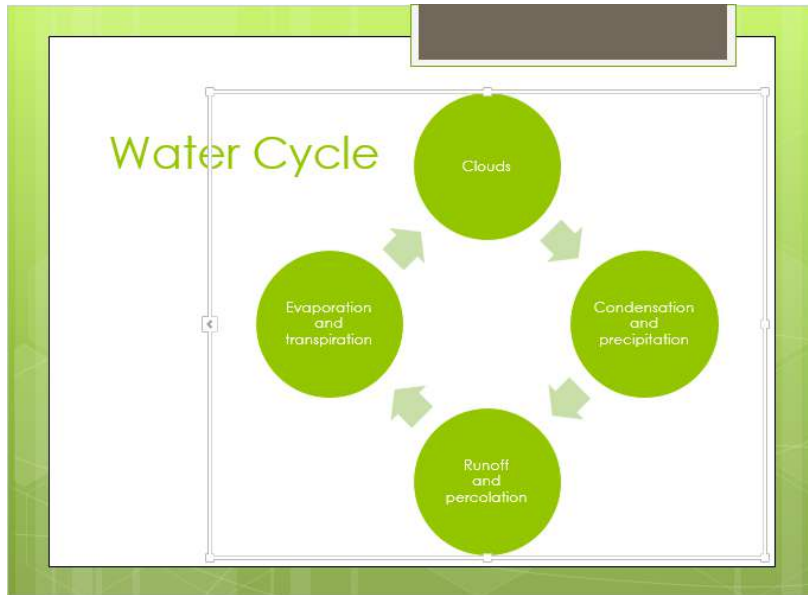 Water Cycle
Clouds
Condensation
and
precipitation
Runoff
and
percolation
Evaporation
and
transpiration